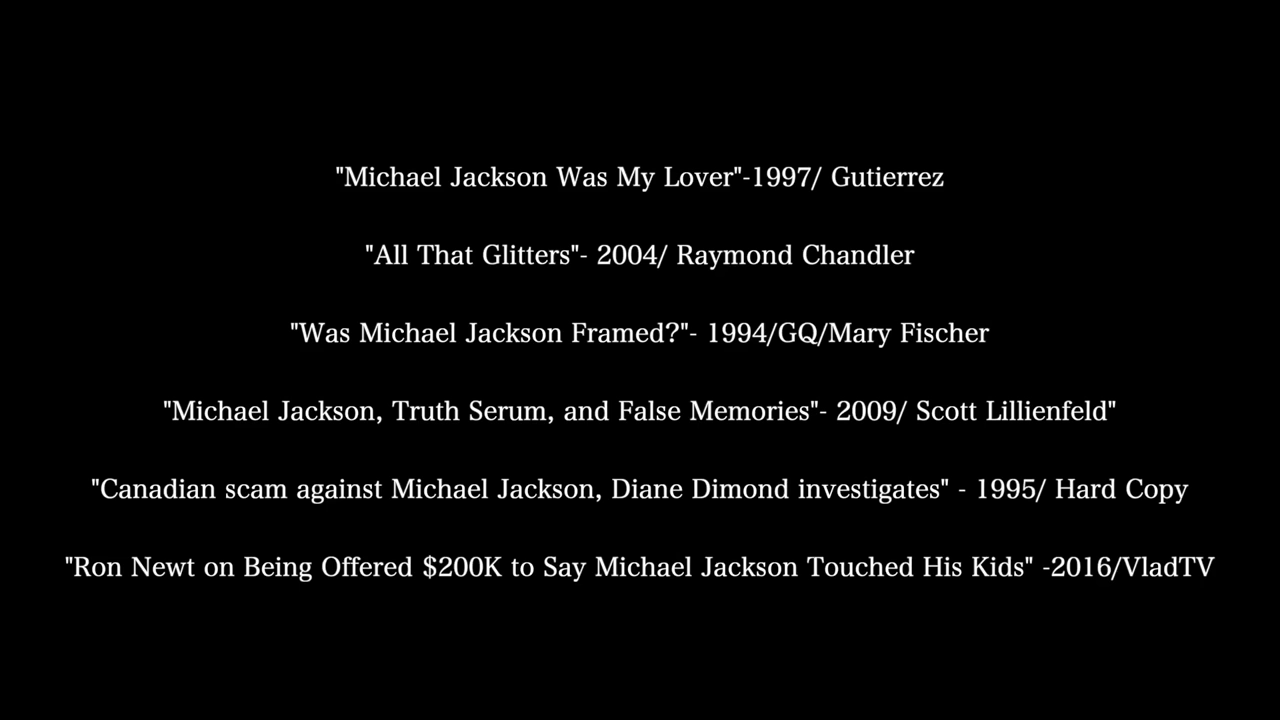 "Michael Jackson Was My Lover"-1997/ Gutierrez
"All That Glitters"- 2004/ Raymond Chandler
"Was Michael Jackson Framed?"- 1994/GQ/Mary Fischer
"Michael Jackson, Truth Serum, and False Memories"- 2009/ Scott Lillienfeld"
"Canadian scam against Michael Jackson, Diane Dimond investigates" - 1995/ Hard Copy
"Ron Newt on Being Offered $200K to Say Michael Jackson Touched His Kids" -2016/VladTV